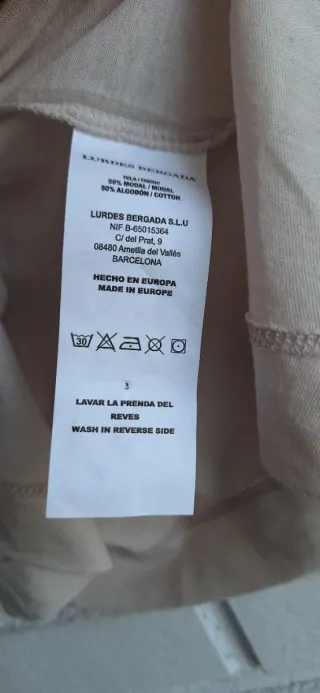 LURDES BERGADA
TELA / FABRIC
50% MODAL / MODAL
50% ALGODÓN / COTTON
LURDES BERGADA S.L.U
NIF B-65015364
C/ del Prat, 9
08480 Ametlla del Vallès
BARCELONA
HECHO EN EUROPA
MADE IN EUROPE
30
LAVAR LA PRENDA DEL
REVES
WASH IN REVERSE SIDE